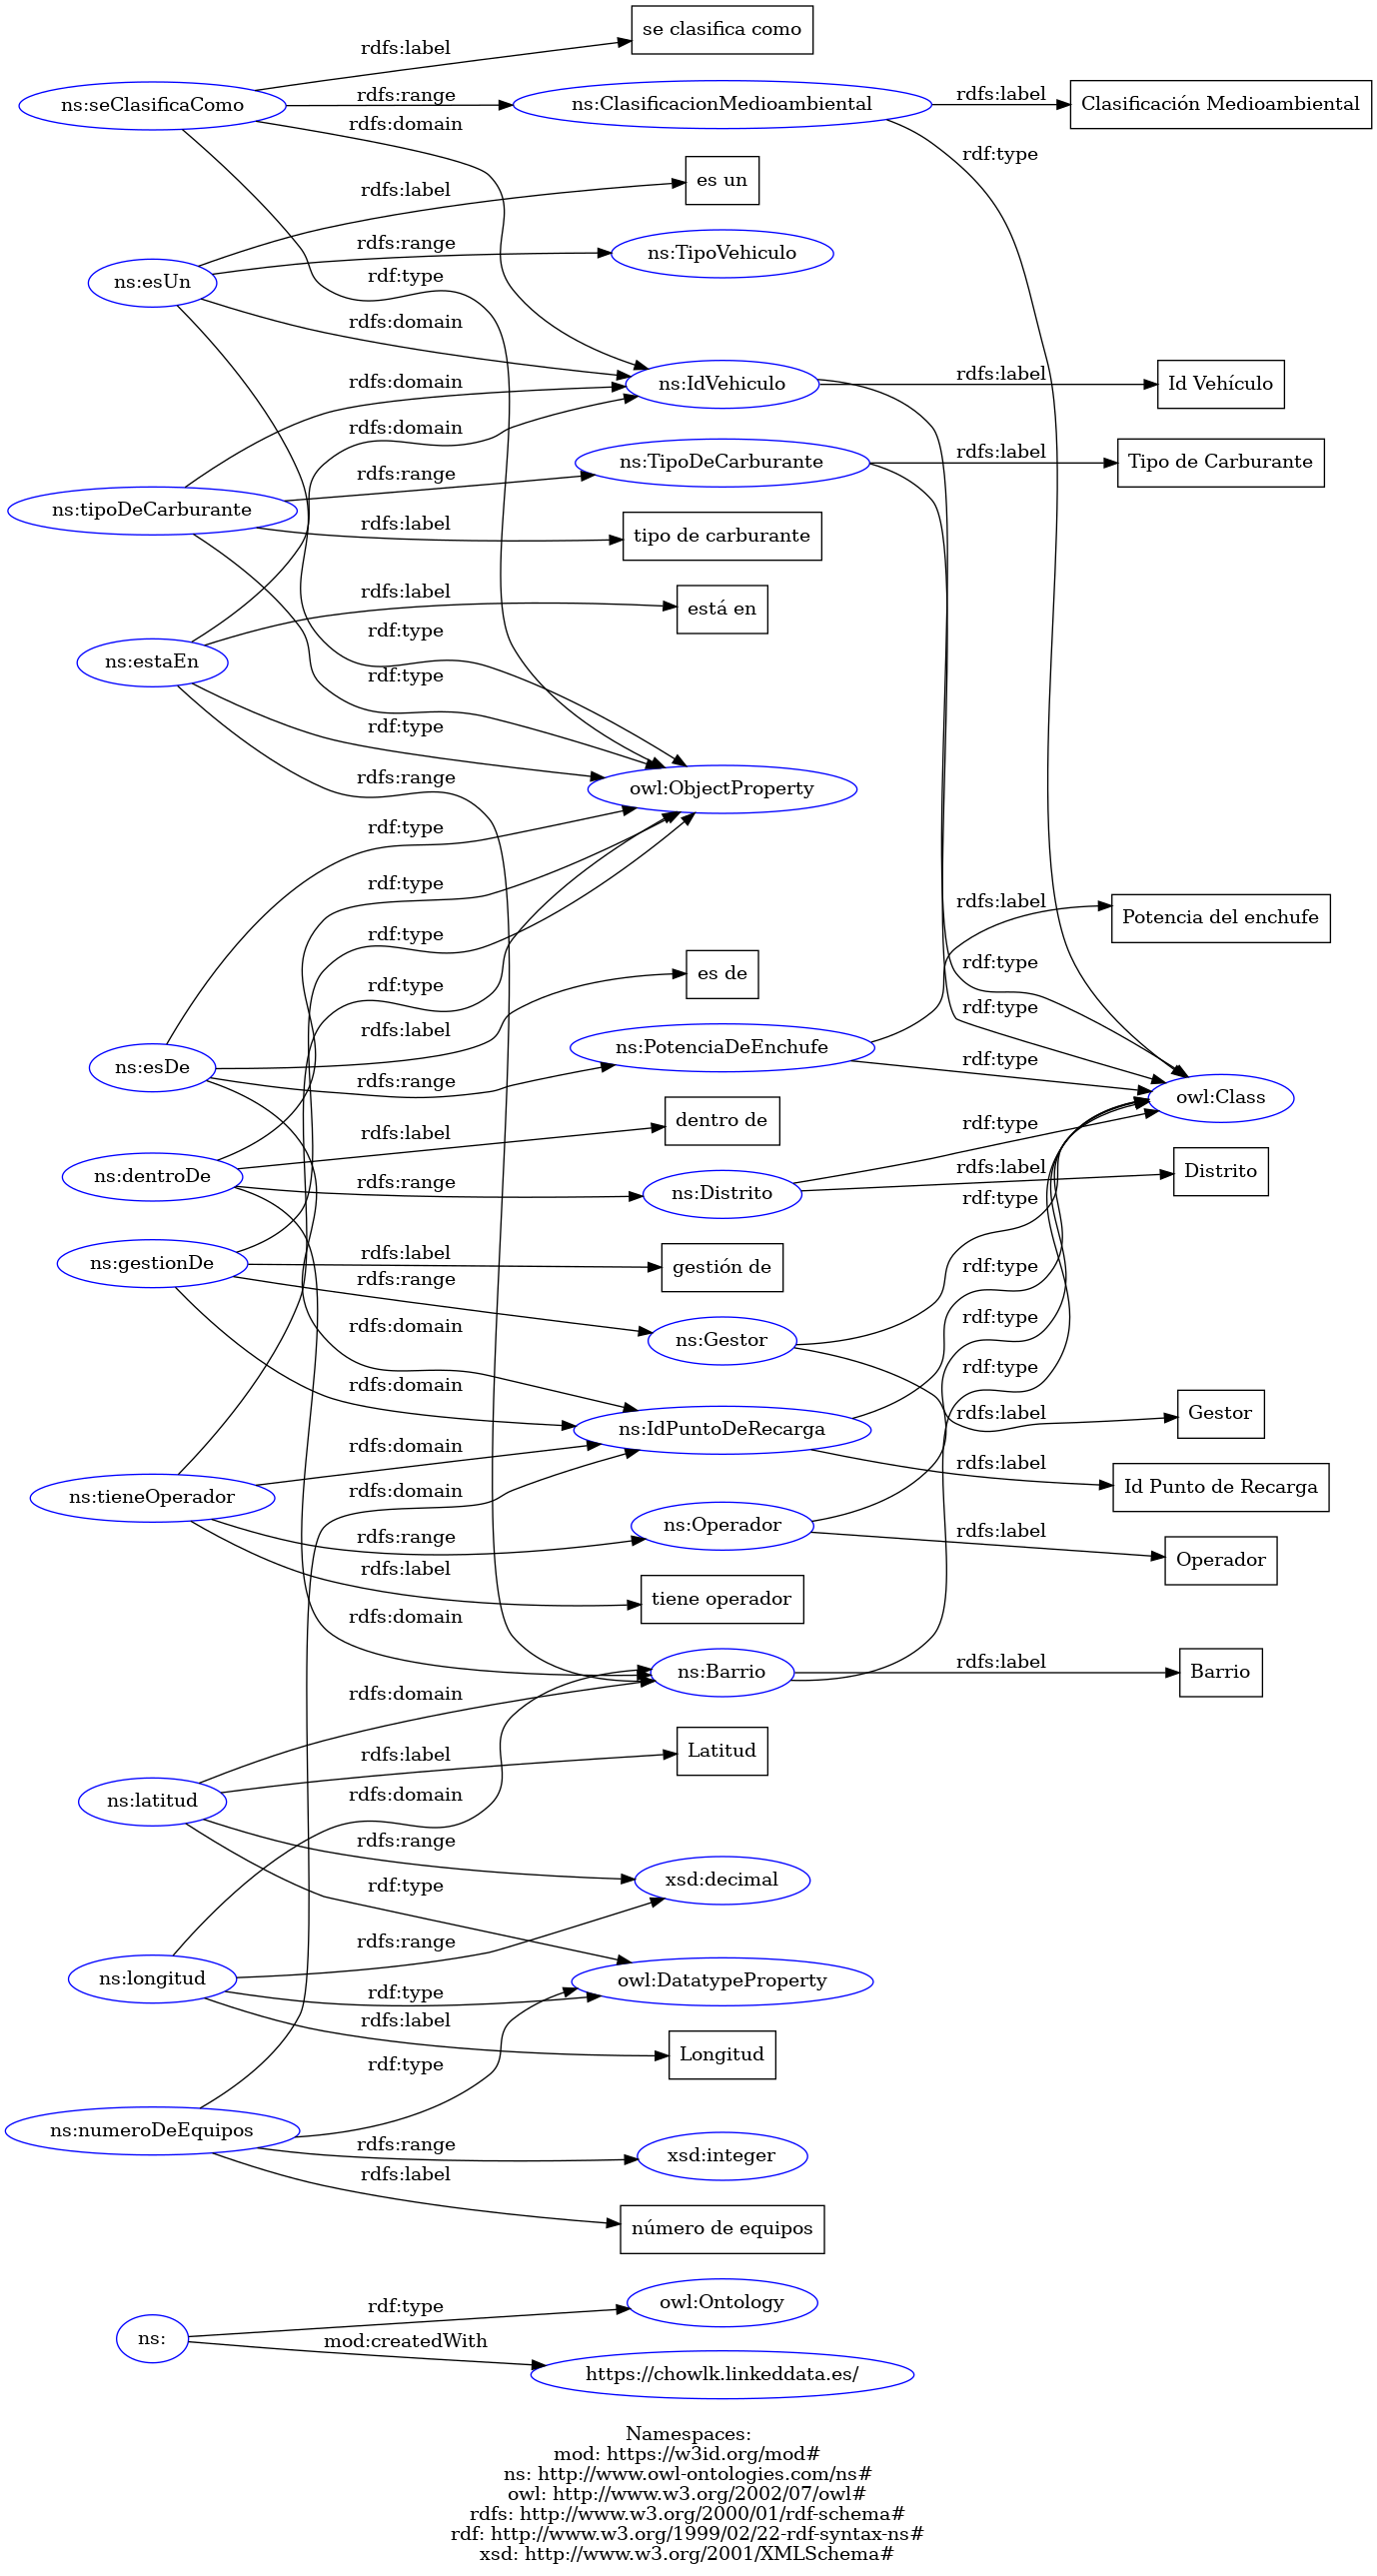 se clasifica como
rdfs:label
ns:seClasificaComo
rdfs:range
ns:ClasificacionMedioambiental
rdfs:label
Clasificación Medioambiental
rdfs:domain
rdf:type
es un
rdfs:label
rdfs:range
ns:TipoVehiculo
ns:esUn
rdf:type
rdfs:domain
rdfs:domain
ns:IdVehiculo
rdfs:label
Id Vehículo
rdfs:domain
ns:TipoDeCarburante
rdfs:label
Tipo de Carburante
rdfs:range
ns:tipoDeCarburante
rdfs:label
tipo de carburante
rdfs:label
está en
rdf:type
ns:estaEn
rdf:type
rdf:type
rdfs:range
owl:ObjectProperty
rdf:type
rdf:type
rdfs:label
Potencia del enchufe
rdf:type
rdf:type
rdf:type
es de
rdf:type
rdfs:label
ns:PotenciaDeEnchufe
rdf:type
ns:esDe
rdfs:range
owl:Class
dentro de
rdf:type
rdfs:label
rdfs:label
Distrito
ns:dentroDe
rdfs:range
ns:Distrito
rdf:type
rdfs:label
gestión de
rdf:type
ns:gestionDe
rdfs:range
rdf:type
rdfs:domain
ns:Gestor
rdf:type
rdfs:domain
rdfs:label
Gestor
ns:IdPuntoDeRecarga
rdfs:domain
rdfs:label
Id Punto de Recarga
rdfs:domain
ns:tieneOperador
ns:Operador
rdfs:label
rdfs:range
Operador
rdfs:label
tiene operador
rdfs:domain
ns:Barrio
rdfs:label
Barrio
rdfs:domain
rdfs:label
Latitud
ns:latitud
rdfs:domain
rdfs:range
xsd:decimal
rdf:type
rdfs:range
ns:longitud
owl:DatatypeProperty
rdf:type
rdfs:label
Longitud
rdf:type
ns:numeroDeEquipos
rdfs:range
xsd:integer
rdfs:label
número de equipos
rdf:type
owl:Ontology
ns:
mod:createdWith
https://chowlk.linkeddata.es/
Namespaces:
mod: https://w3id.org/mod#
ns: http://www.owl-ontologies.com/ns#
owl: http://www.w3.org/2002/07/owl#
rdfs: http://www.w3.org/2000/01/rdf-schema#
rdf: http://www.w3.org/1999/02/22-rdf-syntax-ns#
xsd: http://www.w3.org/2001/XMLSchema#